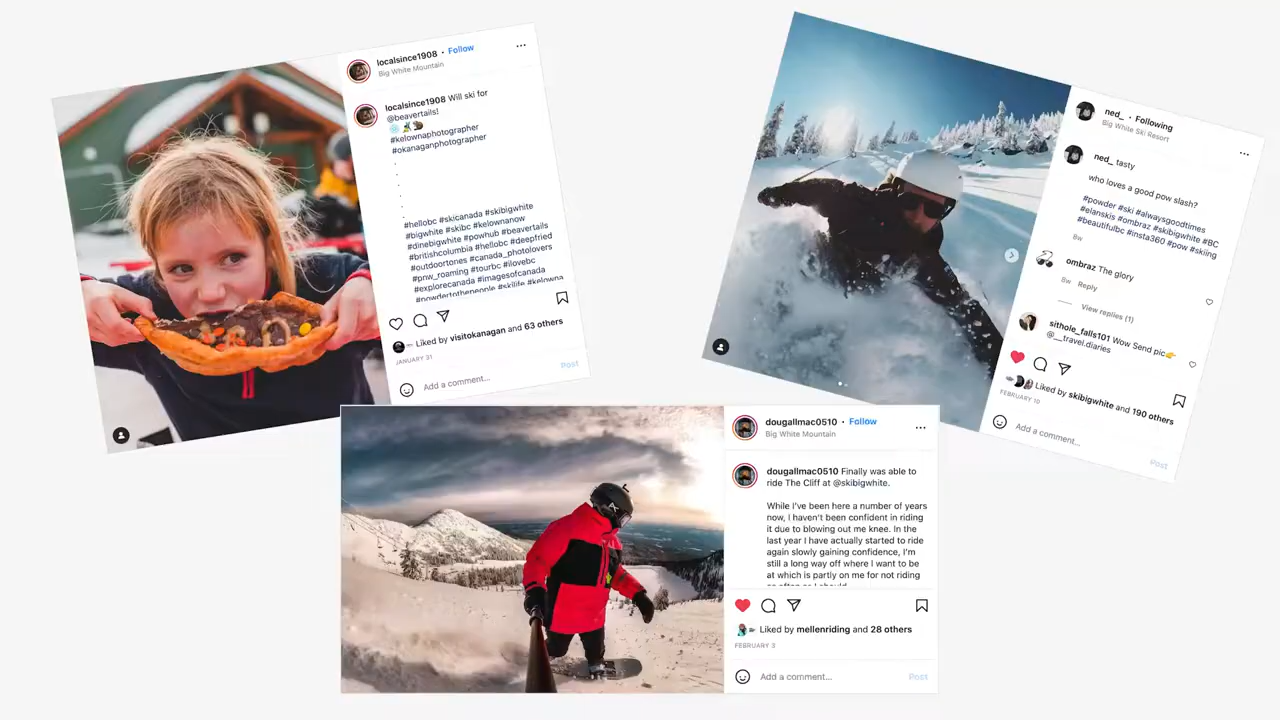 localsince1908 • Follow
Big White Mountain
localsince1908 Will ski for
@beavertails!
#kelownaphotographer
#okanaganphotographer
.
.
.
.
.
.
#hellobc #skicanada #skibigwhite
#bigwhite #skibc #kelownanow
#dinebigwhite #powhub #beavertails
#britishcolumbia #hellobc #deepfried
#outdoortones #canada_photolovers
#pnw_roaming #tourbc #ilovebc
#explorecanada #imagesofcanada
#powdertothepeople #skilife #kelowna
Liked by visitokanagan and 63 others
JANUARY 31
Add a comment...
Post
ned_ • Following
Big White Ski Resort
ned_ tasty
who loves a good pow slash?
#powder #ski #alwaysgoodtimes
#elanskis #ombraz #skibigwhite #BC
#beautifulbc #insta360 #pow #skiing
8w
ombraz The glory
8w Reply
View replies (1)
sithole_falls101 Wow Send pic
@__travel.diaries
Liked by skibigwhite and 190 others
FEBRUARY 10
Add a comment...
Post
dougallmac0510 • Follow
Big White Mountain
dougallmac0510 Finally was able to
ride The Cliff at @skibigwhite.
While I've been here a number of years
now, I haven't been confident in riding
it due to blowing out me knee. In the
last year I have actually started to ride
again slowly gaining confidence, I'm
still a long way off where I want to be
at which is partly on me for not riding
as often as I should
Liked by mellenriding and 28 others
FEBRUARY 3
Add a comment...
Post